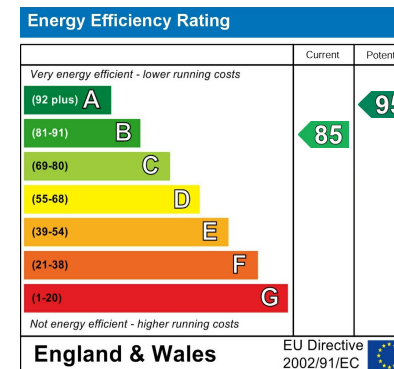 Energy Efficiency Rating
Current
Very energy efficient - lower running costs
(92 plus) A
(81-91) B
85
(69-80) C
(55-68) D
(39-54) E
(21-38) F
(1-20) G
Not energy efficient - higher running costs
England & Wales
EU Directive
2002/91/EC